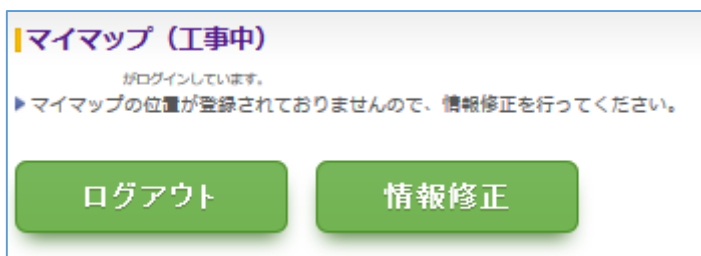 マイマップ（工事中）
がログインしています。
マイマップの位置が登録されておりませんので、情報修正を行ってください。
ログアウト 情報修正